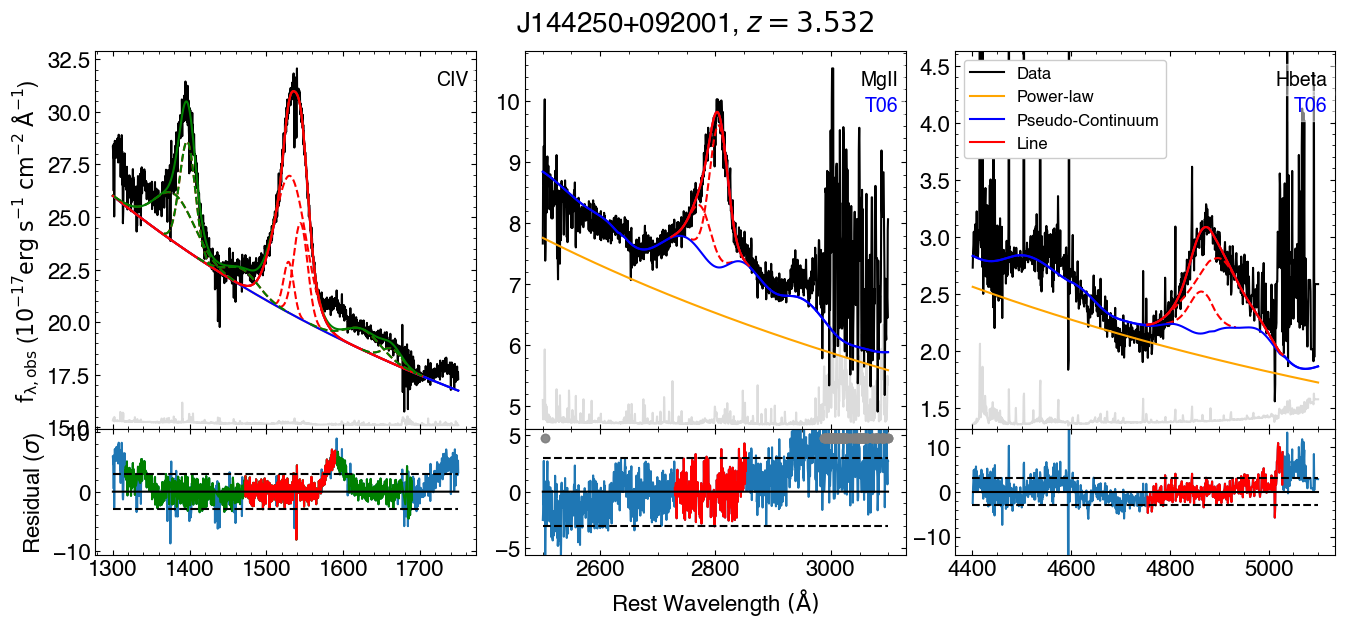 J144250+092001, z = 3.532
CIV
MgII
T06
Hbeta
T06
Data
Power-law
Pseudo-Continuum
Line
f_λ, obs (10⁻¹⁷erg s⁻¹ cm⁻² Å⁻¹)
32.5
30.0
27.5
25.0
22.5
20.0
17.5
15.0
10
9
8
7
6
5
4.5
4.0
3.5
3.0
2.5
2.0
1.5
Residual (σ)
10
0
−10
5
0
−5
10
0
−10
1300 1400 1500 1600 1700
2600 2800 3000
4400 4600 4800 5000
Rest Wavelength (Å)